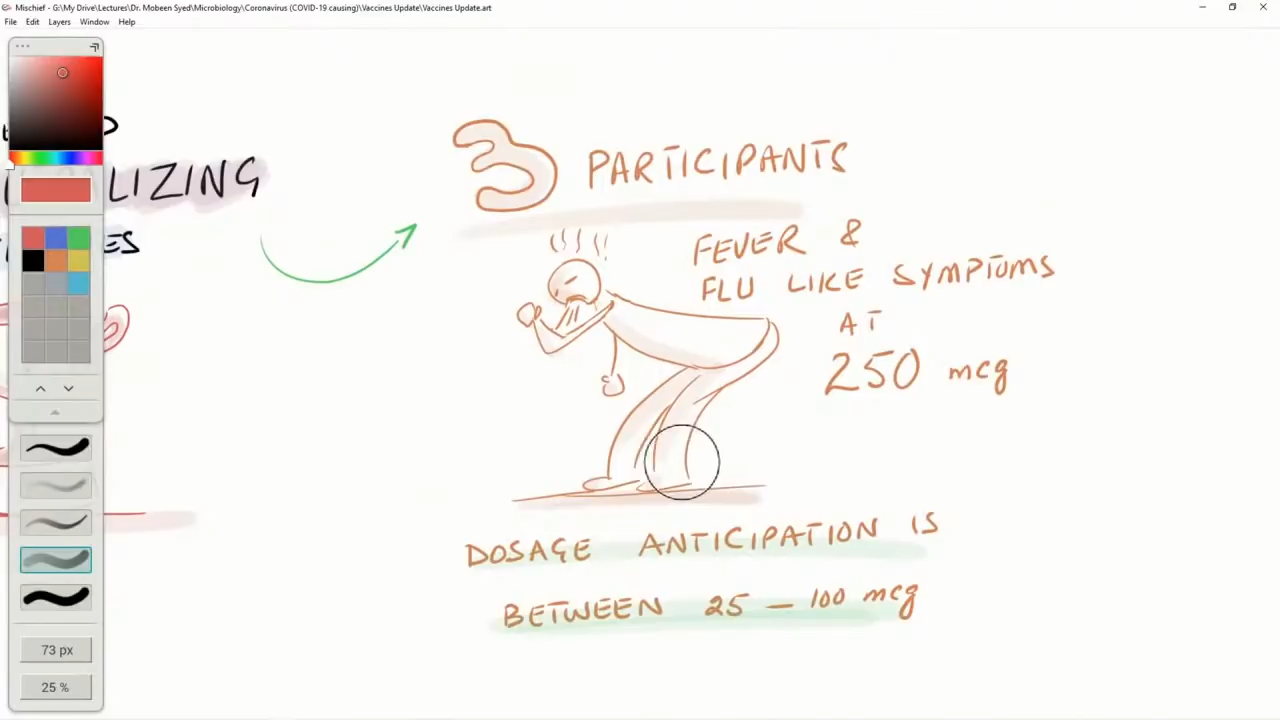 Mischief - G:\My Drive\Lectures\Dr. Mobeen Syed\Microbiology\Coronavirus (COVID-19 causing)\Vaccines Update\Vaccines Update.art
File Edit Layers Window Help
3 PARTICIPANTS
LIZING
ES
FEVER &
FLU LIKE SYMPTOMS
AT
250 mcg
DOSAGE ANTICIPATION IS
BETWEEN 25 - 100 mcg
73 px
25 %